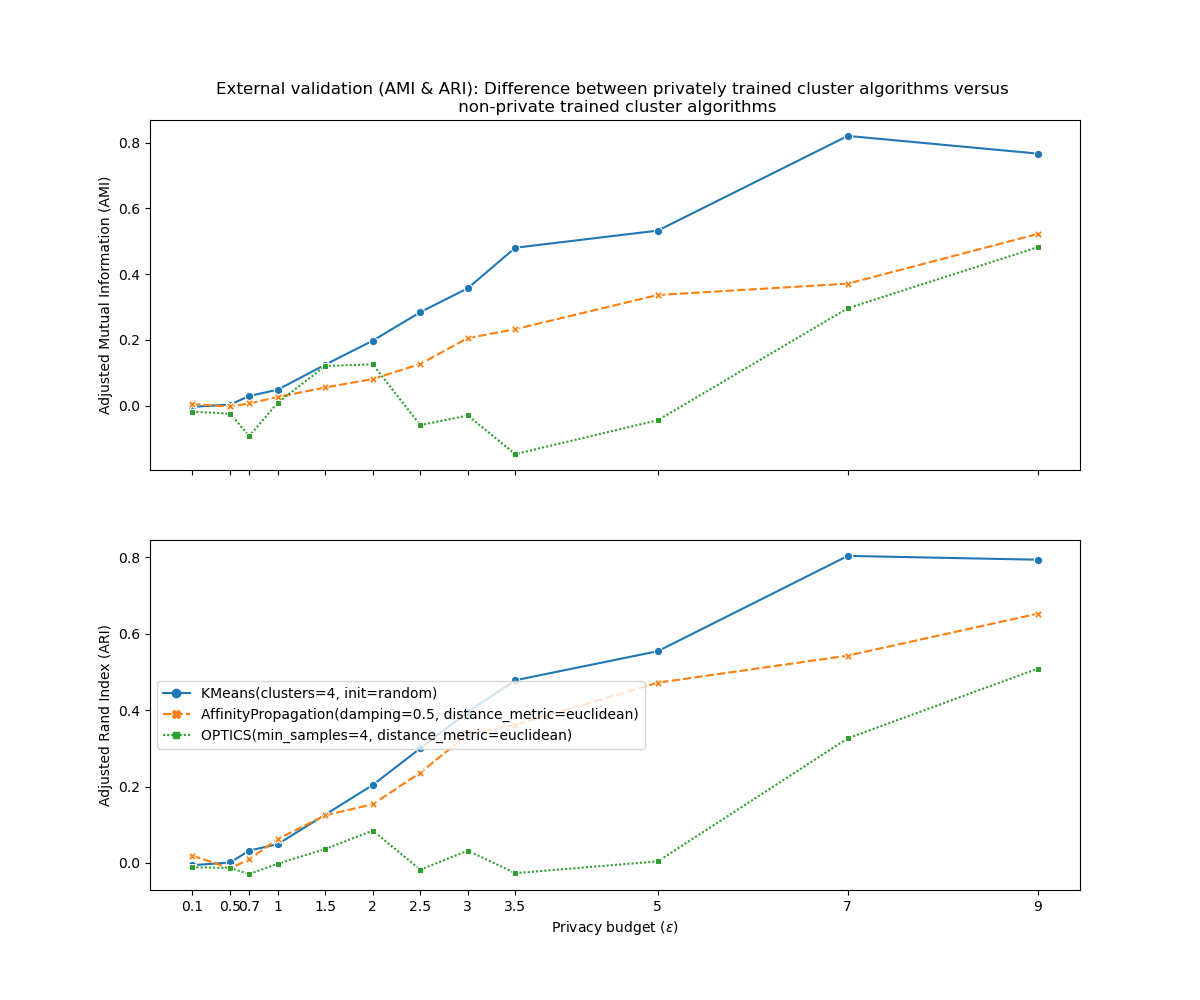 External validation (AMI & ARI): Difference between privately trained cluster algorithms versus
non-private trained cluster algorithms
0.8
0.6
0.4
0.2
0.0
Adjusted Mutual Information (AMI)
0.8
0.6
0.4
0.2
0.0
Adjusted Rand Index (ARI)
KMeans(clusters=4, init=random)
AffinityPropagation(damping=0.5, distance_metric=euclidean)
OPTICS(min_samples=4, distance_metric=euclidean)
0.1 0.5 0.7 1 1.5 2 2.5 3 3.5 5 7 9
Privacy budget (ε)